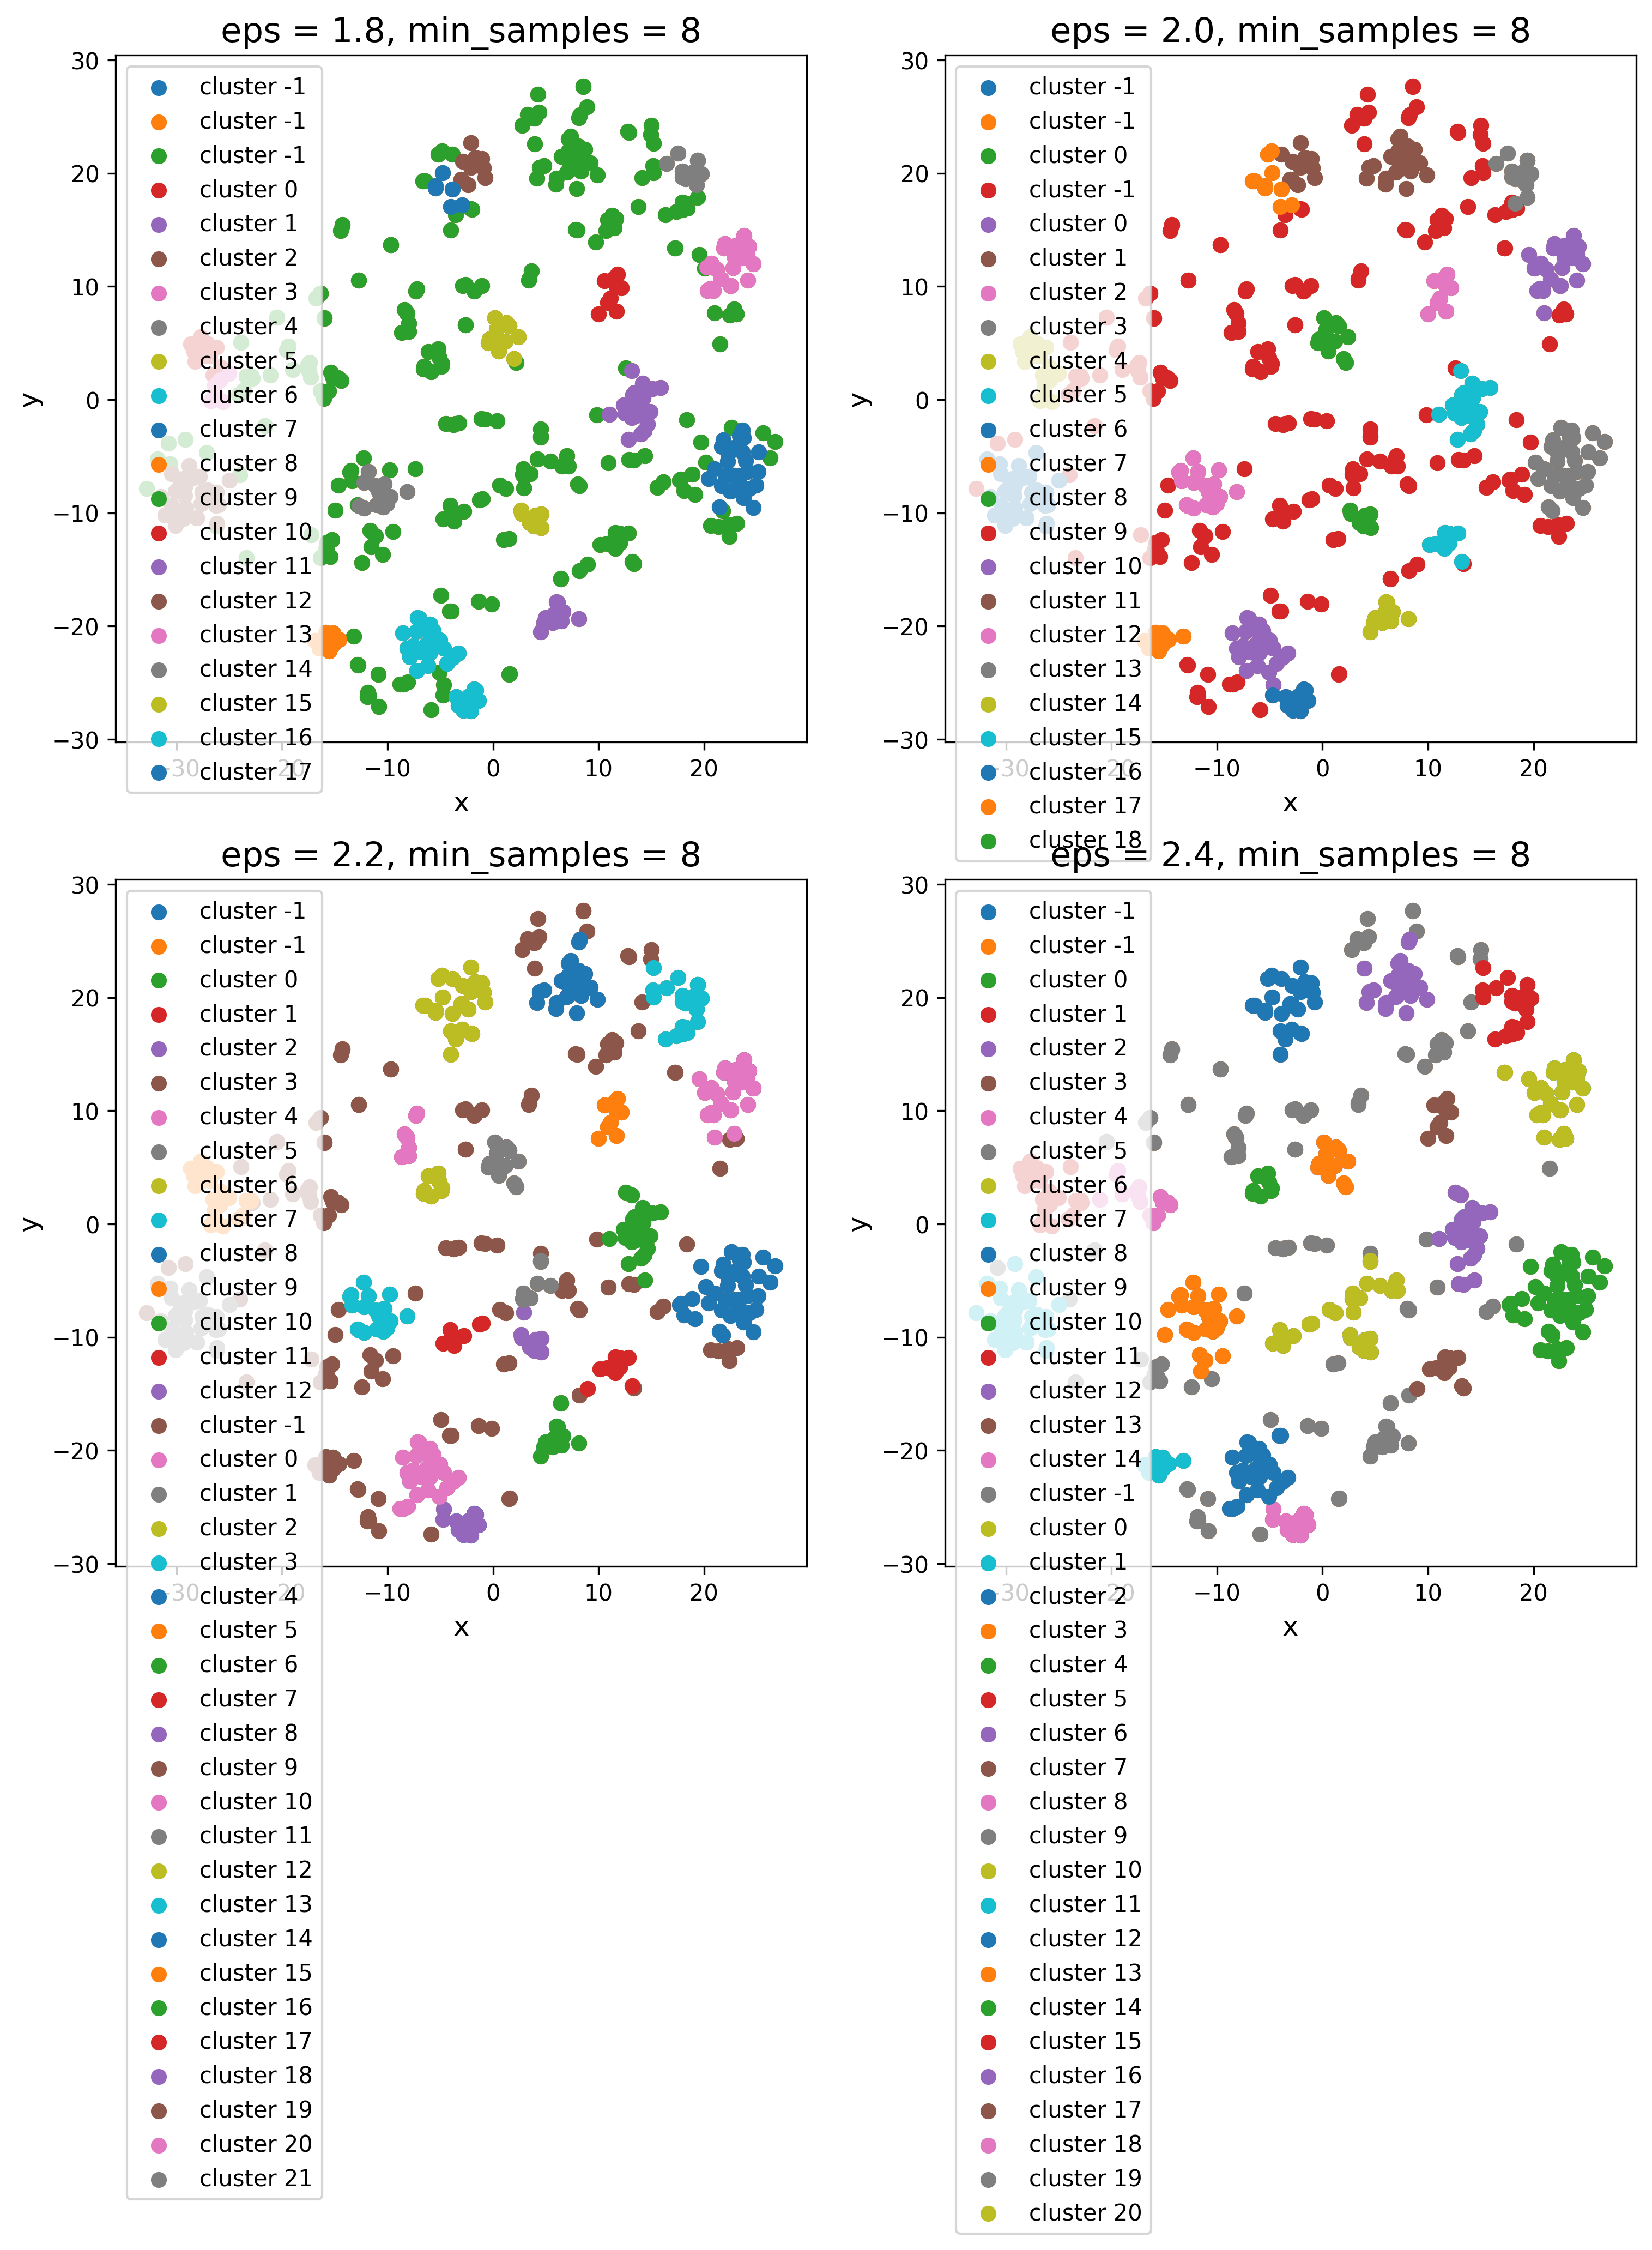 eps = 1.8, min_samples = 8
30
20
10
0
−10
−20
−30
y
cluster -1
cluster -1
cluster -1
cluster 0
cluster 1
cluster 2
cluster 3
cluster 4
cluster 5
cluster 6
cluster 7
cluster 8
cluster 9
cluster 10
cluster 11
cluster 12
cluster 13
cluster 14
cluster 15
cluster 16
cluster 17
−30 −20 −10 0 10 20
x
eps = 2.0, min_samples = 8
30
20
10
0
−10
−20
−30
y
cluster -1
cluster -1
cluster 0
cluster -1
cluster 0
cluster 1
cluster 2
cluster 3
cluster 4
cluster 5
cluster 6
cluster 7
cluster 8
cluster 9
cluster 10
cluster 11
cluster 12
cluster 13
cluster 14
cluster 15
cluster 16
cluster 17
cluster 18
−30 −20 −10 0 10 20
x
eps = 2.2, min_samples = 8
30
20
10
0
−10
−20
−30
y
cluster -1
cluster -1
cluster 0
cluster 1
cluster 2
cluster 3
cluster 4
cluster 5
cluster 6
cluster 7
cluster 8
cluster 9
cluster 10
cluster 11
cluster 12
cluster -1
cluster 0
cluster 1
cluster 2
cluster 3
cluster 4
cluster 5
cluster 6
cluster 7
cluster 8
cluster 9
cluster 10
cluster 11
cluster 12
cluster 13
cluster 14
cluster 15
cluster 16
cluster 17
cluster 18
cluster 19
cluster 20
cluster 21
−30 −20 −10 0 10 20
x
eps = 2.4, min_samples = 8
30
20
10
0
−10
−20
−30
y
cluster -1
cluster -1
cluster 0
cluster 1
cluster 2
cluster 3
cluster 4
cluster 5
cluster 6
cluster 7
cluster 8
cluster 9
cluster 10
cluster 11
cluster 12
cluster 13
cluster 14
cluster -1
cluster 0
cluster 1
cluster 2
cluster 3
cluster 4
cluster 5
cluster 6
cluster 7
cluster 8
cluster 9
cluster 10
cluster 11
cluster 12
cluster 13
cluster 14
cluster 15
cluster 16
cluster 17
cluster 18
cluster 19
cluster 20
−30 −20 −10 0 10 20
x